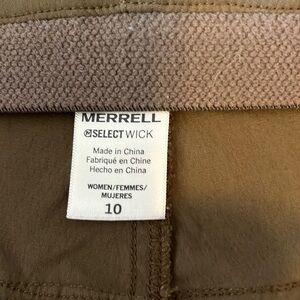 MERRELL
SELECT WICK
Made in China
Fabriqué en Chine
Hecho en China
WOMEN/FEMMES/
MUJERES
10